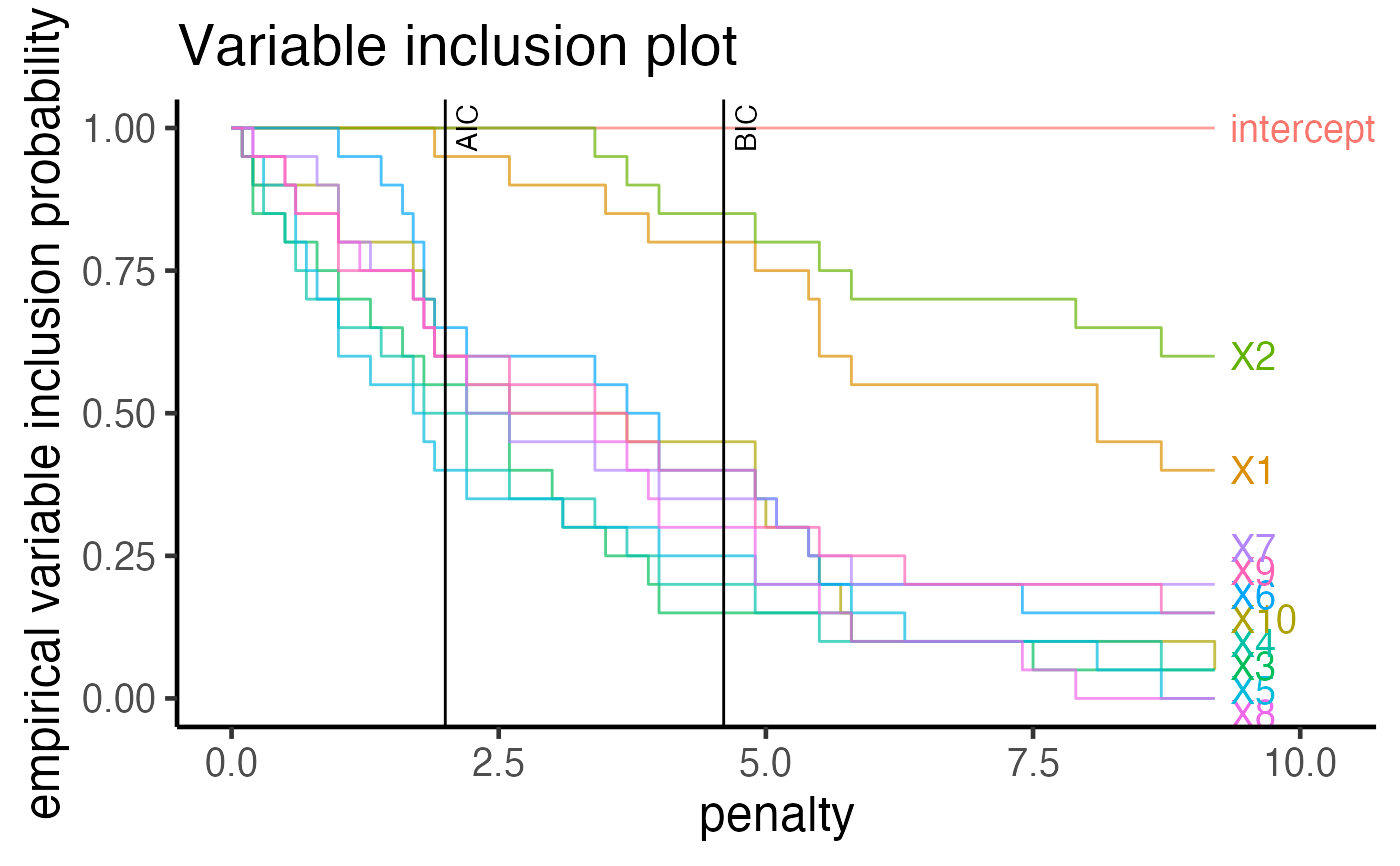 Variable inclusion plot
empirical variable inclusion probability
1.00
0.75
0.50
0.25
0.00
AIC
BIC
intercept
X2
X1
X7
X9
X6
X10
X4
X3
X5
X8
0.0
2.5
5.0
7.5
10.0
penalty